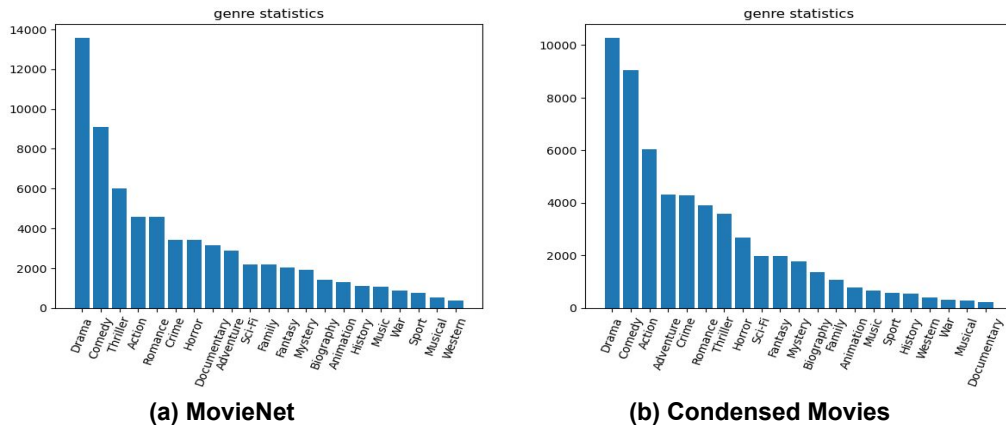 genre statistics
14000
12000
10000
8000
6000
4000
2000
0
Drama
Comedy
Thriller
Action
Romance
Crime
Horror
Documentary
Adventure
Sci-Fi
Family
Fantasy
Mystery
Biography
Animation
History
Music
War
Sport
Musical
Western
(a) MovieNet
genre statistics
10000
8000
6000
4000
2000
0
Drama
Comedy
Action
Adventure
Crime
Romance
Thriller
Horror
Sci-Fi
Fantasy
Mystery
Biography
Family
Animation
Music
Sport
History
Western
War
Musical
Documentary
(b) Condensed Movies